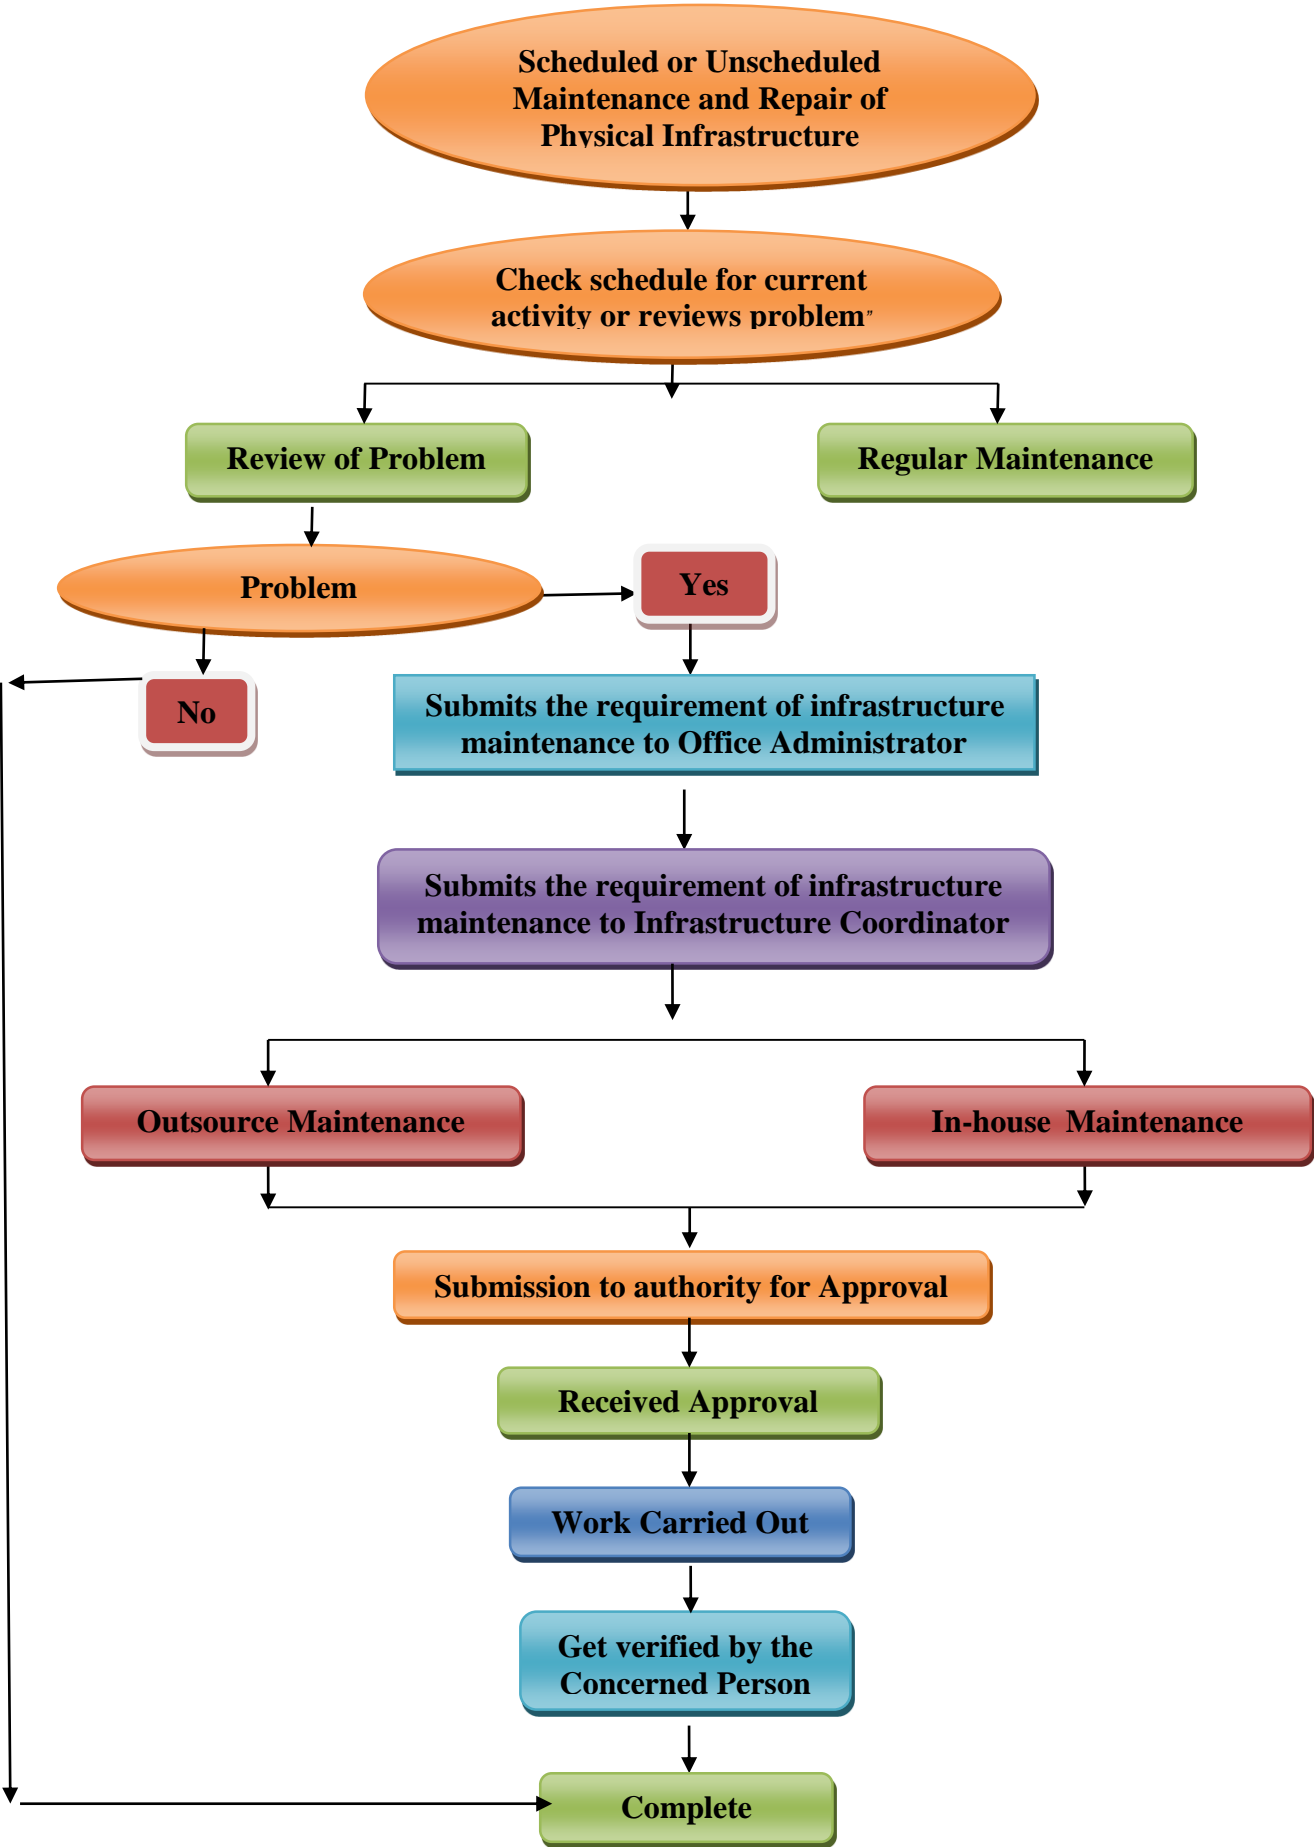 Scheduled or Unscheduled
Maintenance and Repair of
Physical Infrastructure
Check schedule for current
activity or reviews problem”
Review of Problem
Regular Maintenance
Problem
Yes
No
Submits the requirement of infrastructure
maintenance to Office Administrator
Submits the requirement of infrastructure
maintenance to Infrastructure Coordinator
Outsource Maintenance
In-house  Maintenance
Submission to authority for Approval
Received Approval
Work Carried Out
Get verified by the
Concerned Person
Complete